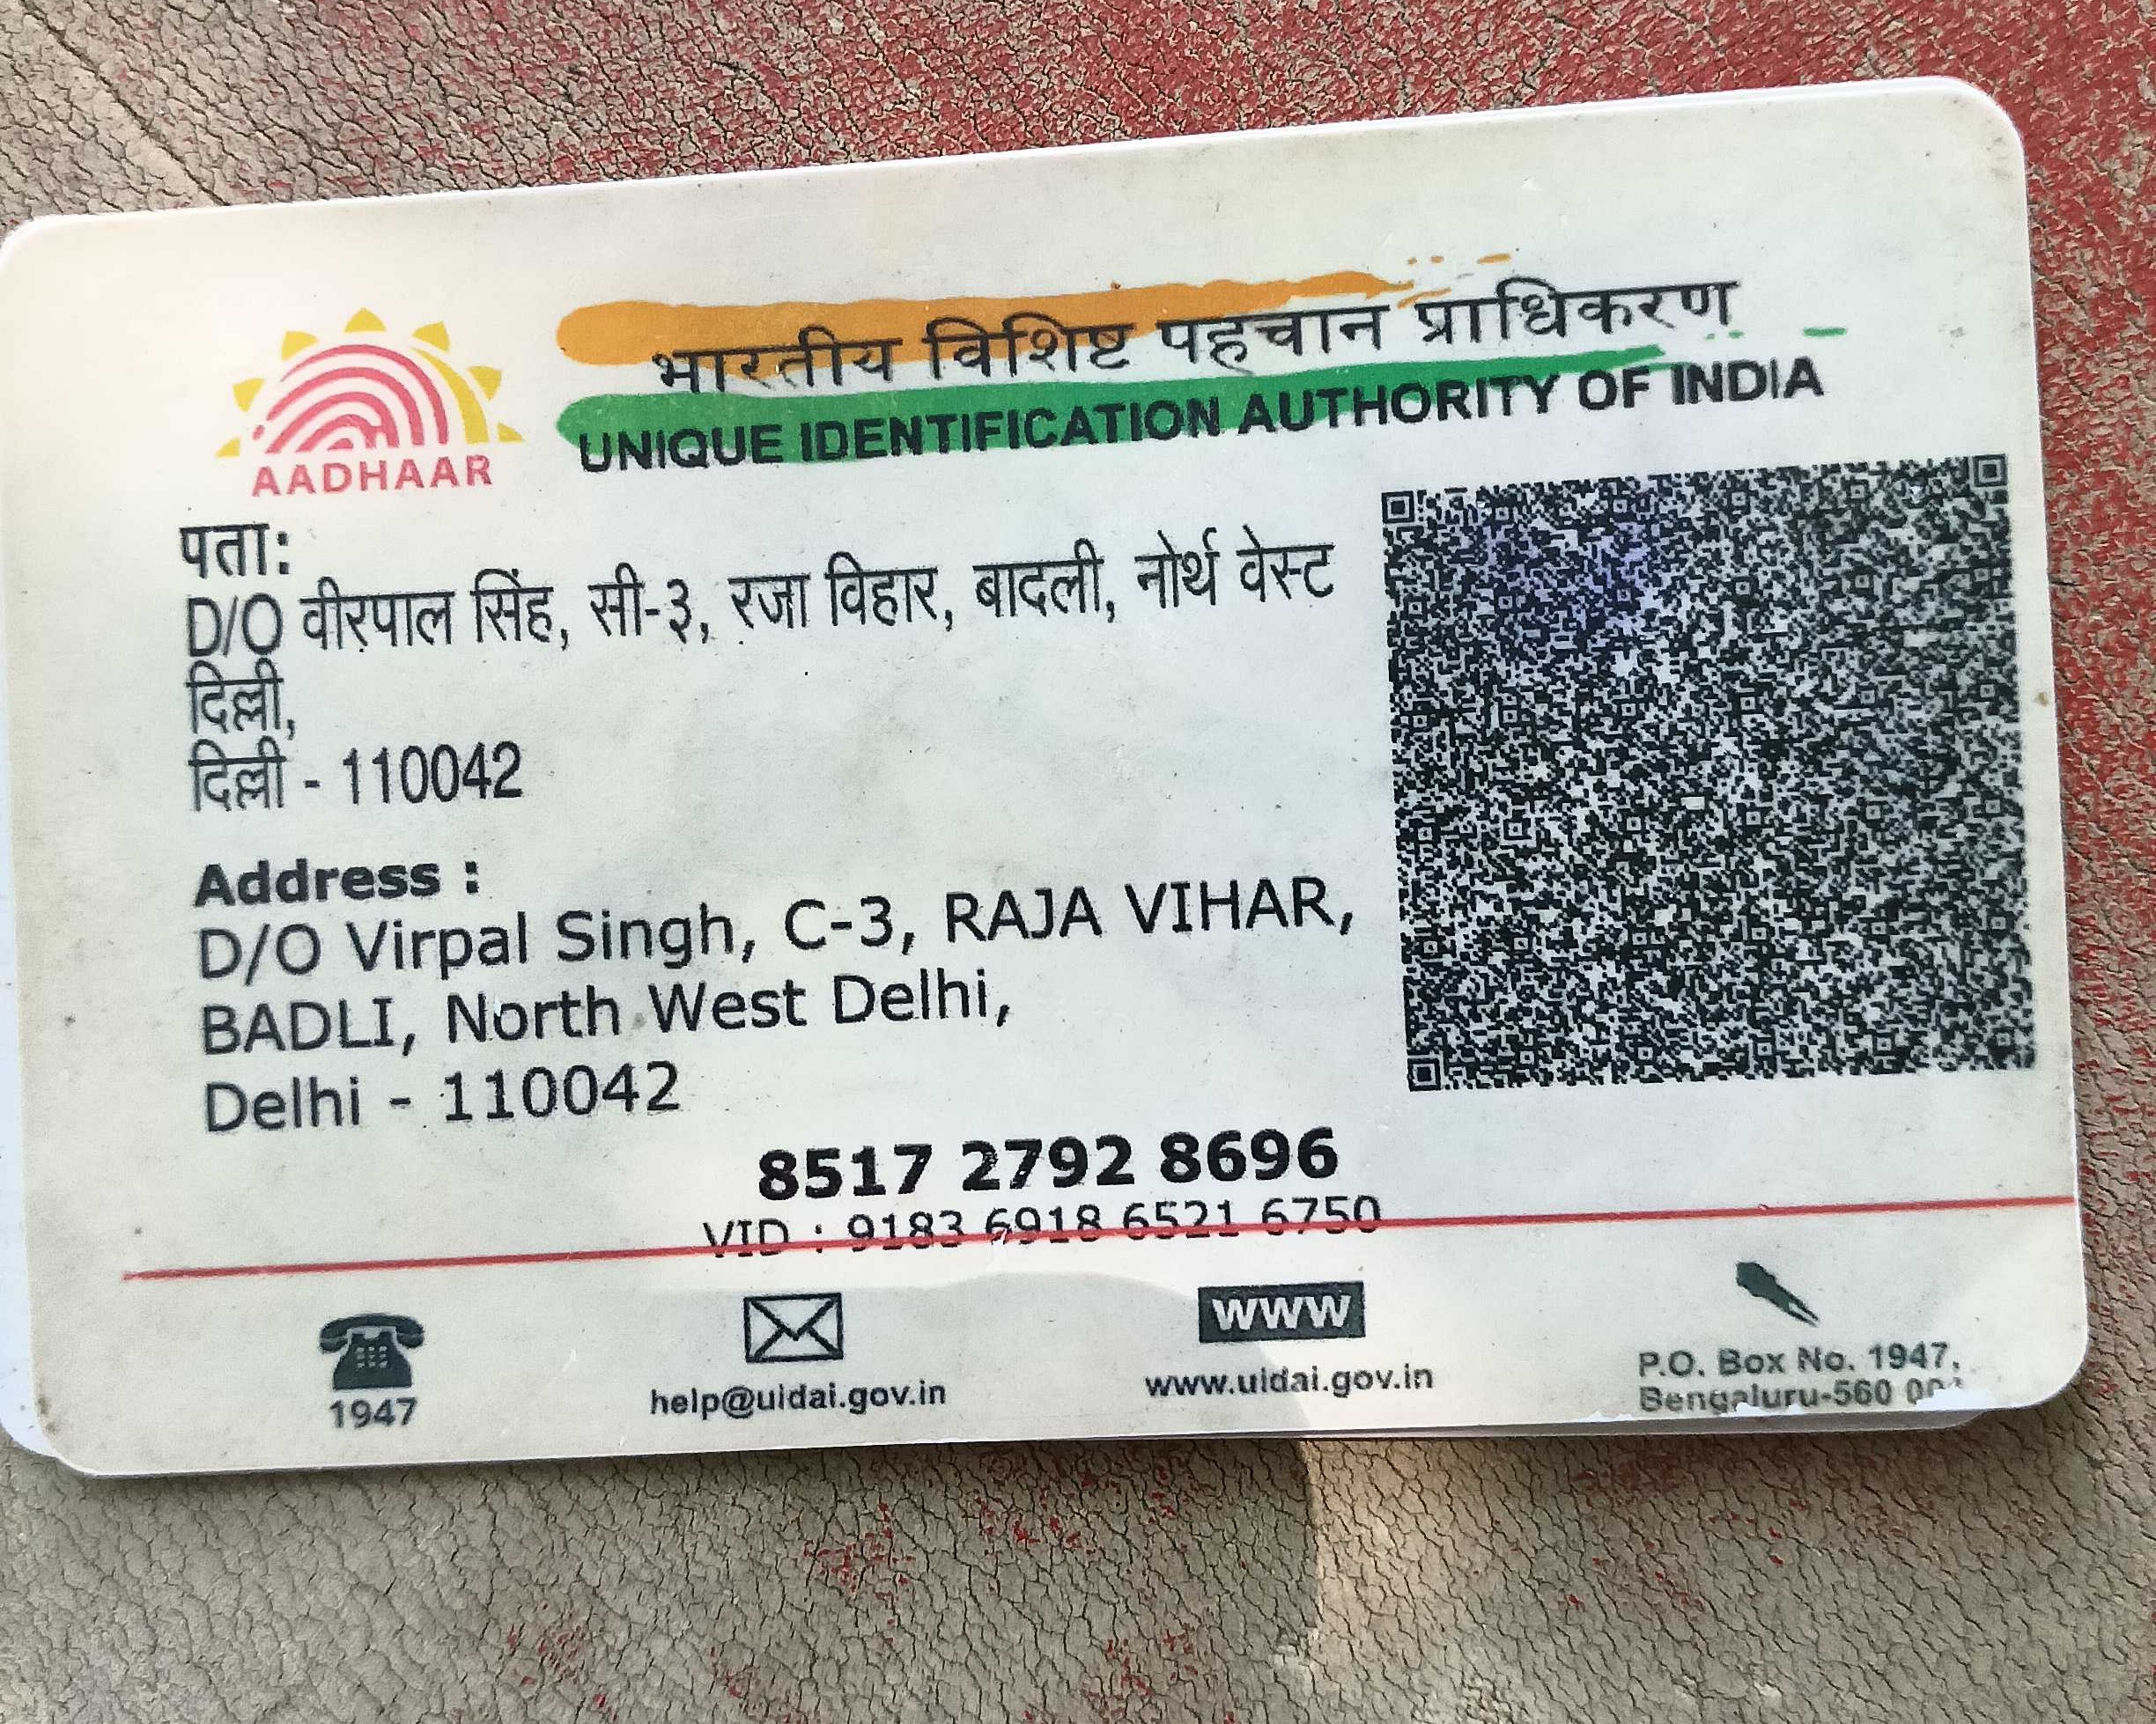 भारतीय विशिष्ट पहचान प्राधिकरण
UNIQUE IDENTIFICATION AUTHORITY OF INDIA
AADHAAR
पता:
D/O वीरपाल सिंह, सी-३, रजा विहार, बादली, नोर्थ वेस्ट
दिल्ली,
दिल्ली - 110042
Address :
D/O Virpal Singh, C-3, RAJA VIHAR,
BADLI, North West Delhi,
Delhi - 110042
8517 2792 8696
VID : 9183 6918 6521 6750
1947
help@uidai.gov.in
www
www.uidai.gov.in
P.O. Box No. 1947,
Bengaluru-560